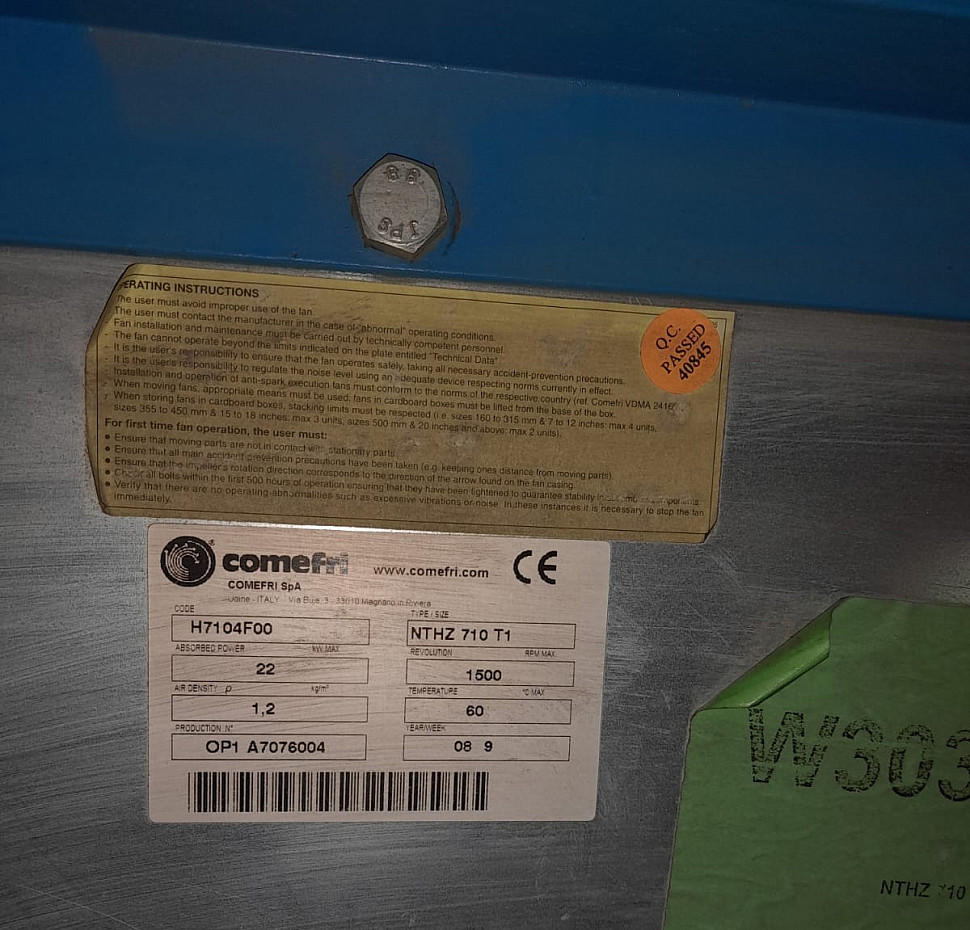 8 8
JPS
ERATING INSTRUCTIONS
The user must avoid improper use of the fan.
The user must contact the manufacturer in the case of "abnormal" operating conditions.
Fan installation and maintenance must be carried out by technically competent personnel.
The fan cannot operate beyond the limits indicated on the plate entitled "Technical Data".
It is the user's responsibility to ensure that the fan operates safely, taking all necessary accident-prevention precautions.
It is the user's responsibility to regulate the noise level using an adequate device respecting norms currently in effect.
Installation and operation of anti-spark execution fans must conform to the norms of the respective country (ref. Comefri VDMA 2416
When moving fans, appropriate means must be used, fans in cardboard boxes must be lifted from the base of the box.
When storing fans in cardboard boxes, stacking limits must be respected (i.e. sizes 160 to 315 mm & 7 to 12 inches: max 4 units,
sizes 355 to 450 mm & 15 to 18 inches: max 3 units, sizes 500 mm & 20 inches and above: max 2 units).
For first time fan operation, the user must:
• Ensure that moving parts are not in contact with stationary parts.
• Ensure that all main accident prevention precautions have been taken (e.g. keeping ones distance from moving parts)
• Ensure that the impeller's rotation direction corresponds to the direction of the arrow found on the fan casing.
• Check all bolts within the first 500 hours of operation ensuring that they have been tightened to guarantee stability components
• Verify that there are no operating abnormalities such as expensive vibrations or noise. In these instances it is necessary to stop the fan
immediately.
Q.C.
PASSED
40845
comefri ® www.comefri.com CE
COMEFRI SpA
Udine - ITALY Via Buja, 3 - 33010 Magnano in Riviera
CODE TYPE / SIZE
H7104F00 NTHZ 710 T1
ABSORBED POWER kW MAX REVOLUTION RPM MAX
22 1500
AIR DENSITY ρ kg/m³ TEMPERATURE °C MAX
1,2 60
PRODUCTION N° YEAR/WEEK
OP1 A7076004 08 9
W303
NTHZ 710